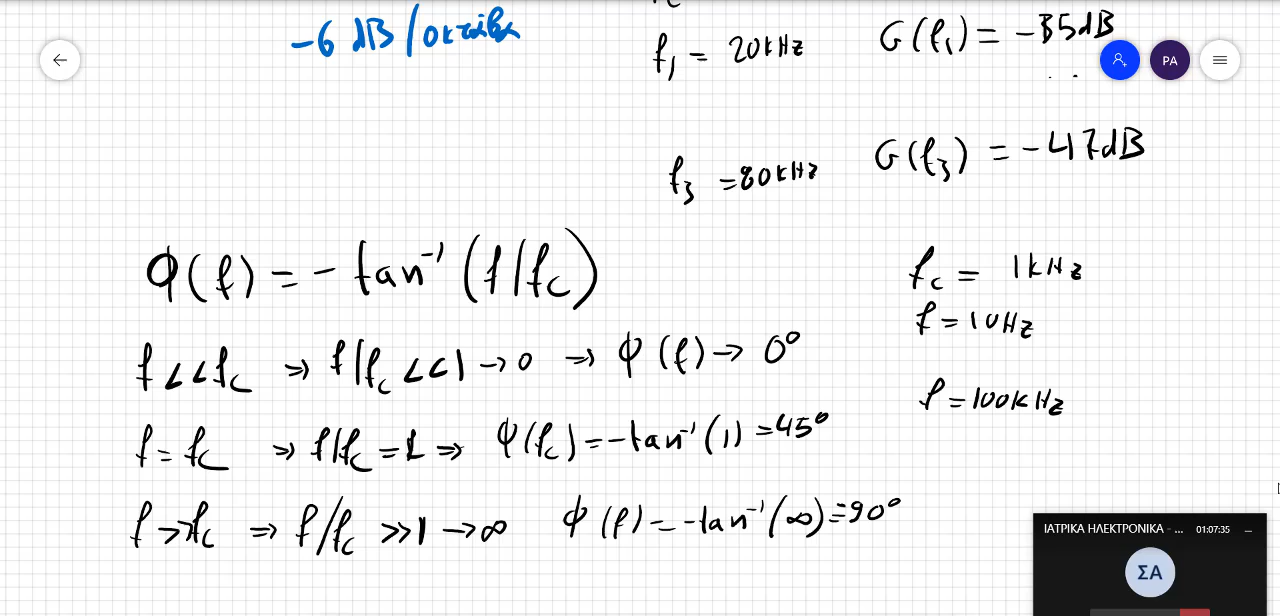 -6 dB/οκτάβα
f₁ = 20kHz
G(f₁) = -35dB
PA
f₃ = 80kHz
G(f₃) = -47dB
Φ(f) = - tan⁻¹ (f/fc)
fc = 1kHz
f = 10Hz
f << fc ⇒ f/fc << 1 → 0 ⇒ φ(f) → 0°
f = 100kHz
f = fc ⇒ f/fc = 1 ⇒ φ(fc) = -tan⁻¹(1) = 45°
f >> fc ⇒ f/fc >> 1 → ∞ φ(f) = -tan⁻¹(∞) = 90°
ΙΑΤΡΙΚΑ ΗΛΕΚΤΡΟΝΙΚΑ - ... 01:07:35
ΣΑ